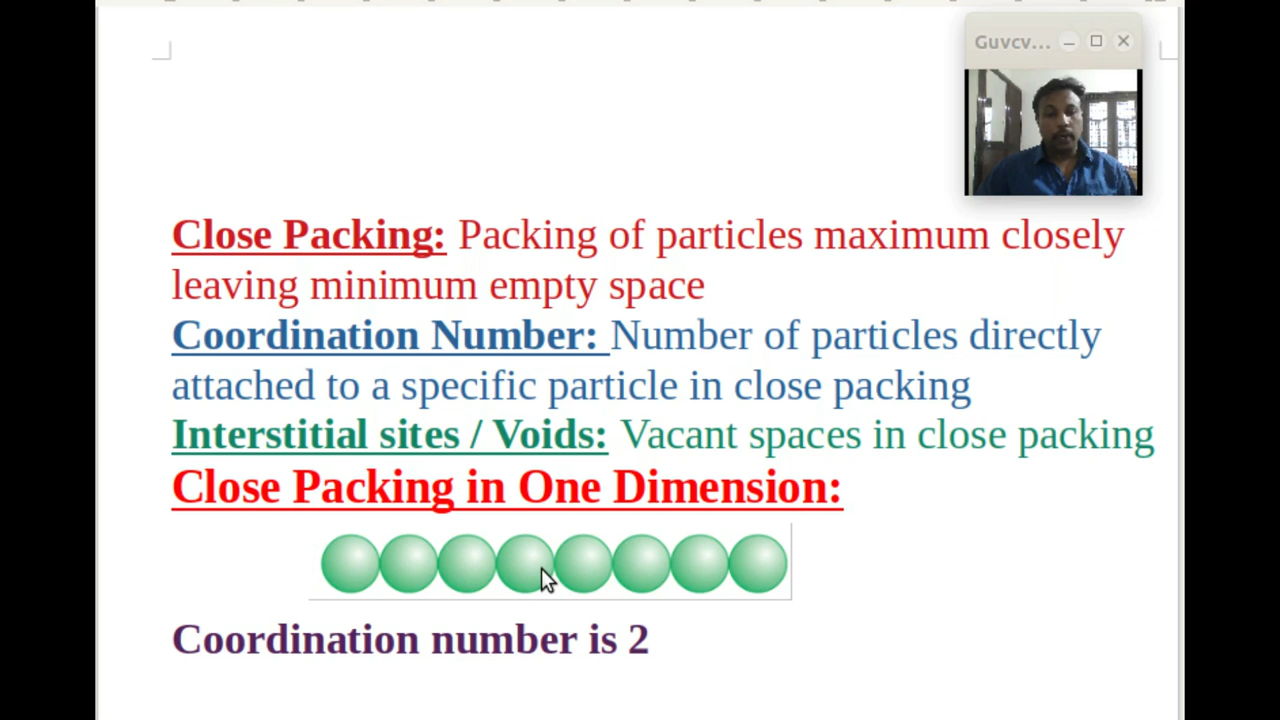 Guvcv...
Close Packing: Packing of particles maximum closely
leaving minimum empty space
Coordination Number: Number of particles directly
attached to a specific particle in close packing
Interstitial sites / Voids: Vacant spaces in close packing
Close Packing in One Dimension:
Coordination number is 2